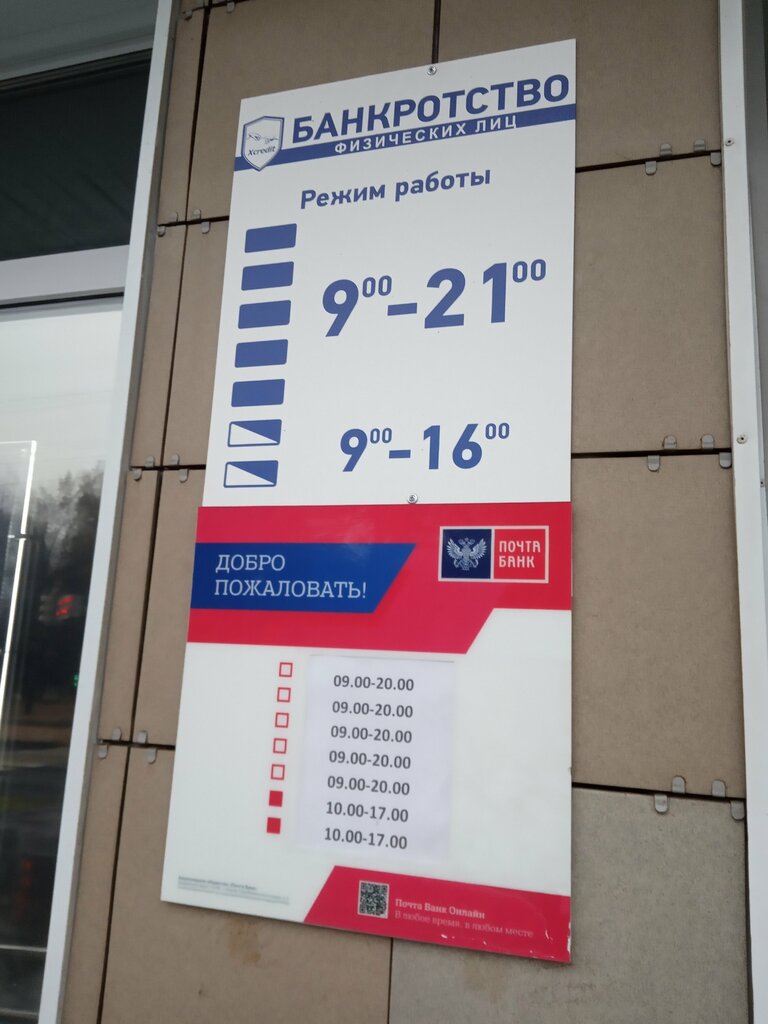 Xcredit
БАНКРОТСТВО
ФИЗИЧЕСКИХ ЛИЦ
Режим работы
9⁰⁰-21⁰⁰
9⁰⁰-16⁰⁰
ДОБРО
ПОЖАЛОВАТЬ!
ПОЧТА
БАНК
09.00-20.00
09.00-20.00
09.00-20.00
09.00-20.00
09.00-20.00
10.00-17.00
10.00-17.00
Почта Банк Онлайн
В любое время, в любом месте